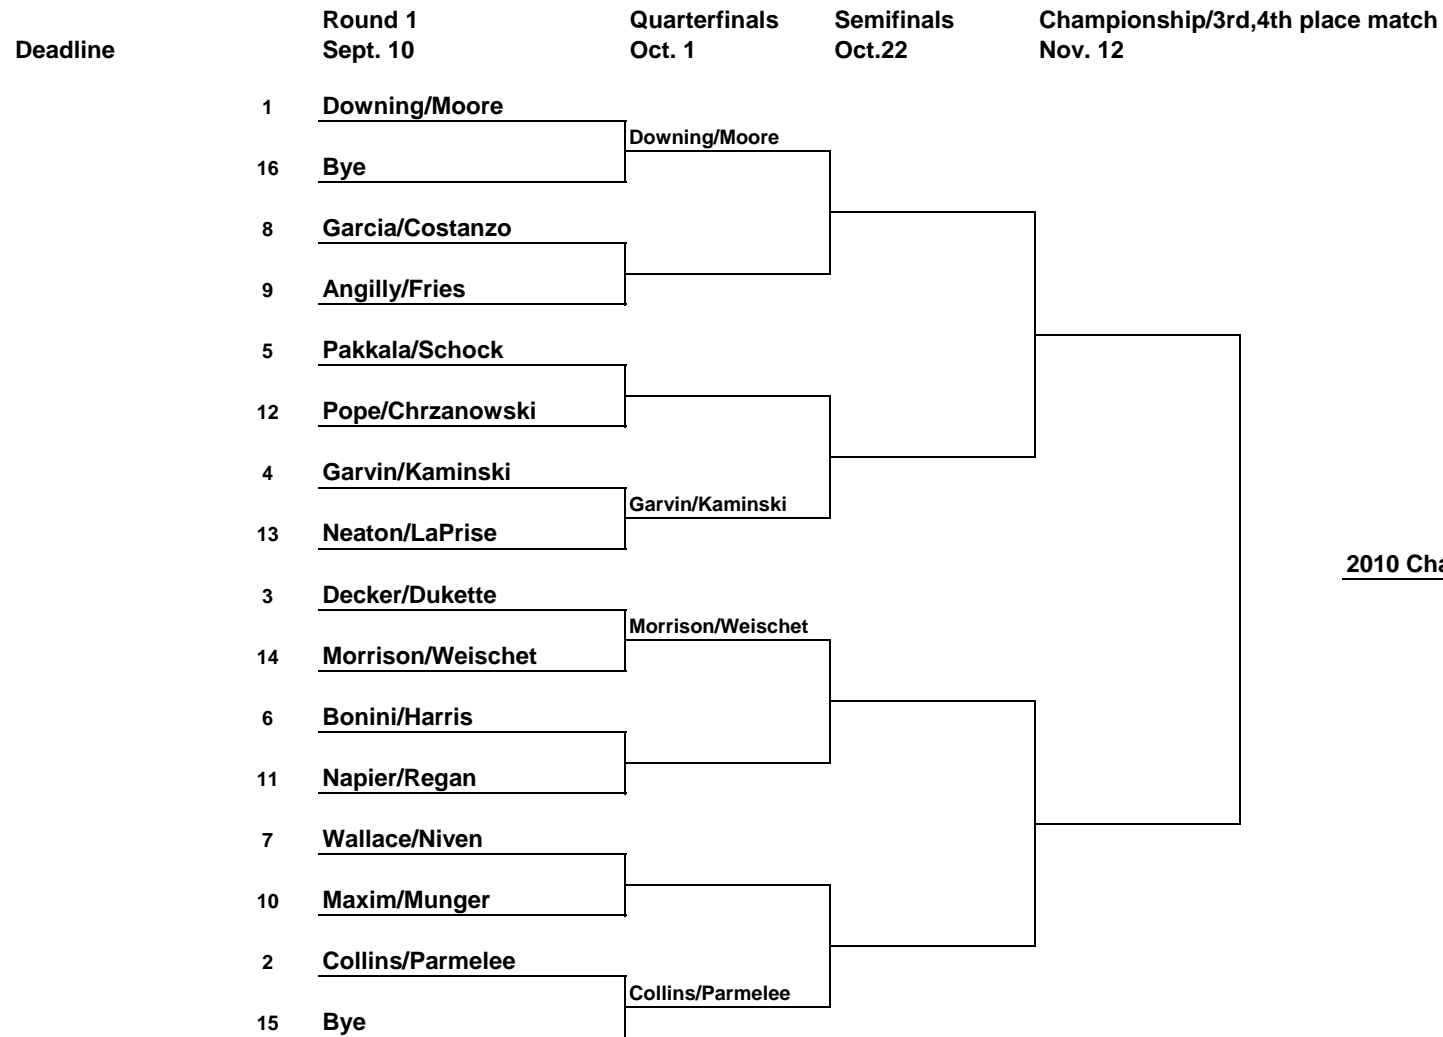 Round 1 Quarterfinals Semifinals Championship/3rd,4th place match
Deadline Sept. 10 Oct. 1 Oct.22 Nov. 12
1 Downing/Moore
Downing/Moore
16 Bye
8 Garcia/Costanzo
9 Angilly/Fries
5 Pakkala/Schock
12 Pope/Chrzanowski
4 Garvin/Kaminski
Garvin/Kaminski
13 Neaton/LaPrise
2010 Cha
3 Decker/Dukette
Morrison/Weischet
14 Morrison/Weischet
6 Bonini/Harris
11 Napier/Regan
7 Wallace/Niven
10 Maxim/Munger
2 Collins/Parmelee
Collins/Parmelee
15 Bye